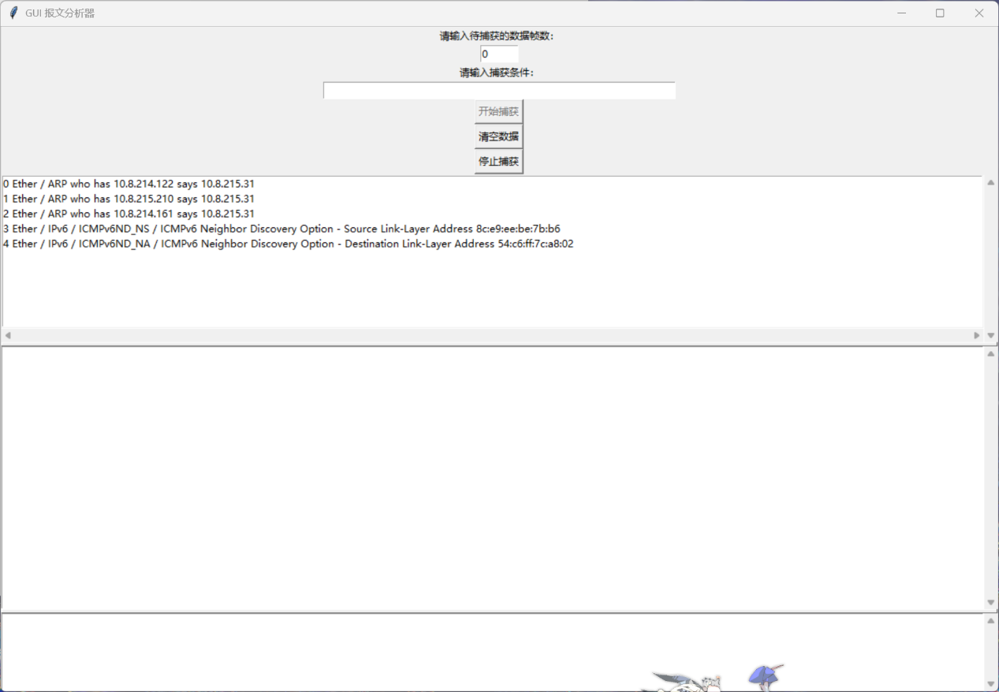 GUI 报文分析器
请输入待捕获的数据帧数：
0
请输入捕获条件：
开始捕获
清空数据
停止捕获
0 Ether / ARP who has 10.8.214.122 says 10.8.215.31
1 Ether / ARP who has 10.8.215.210 says 10.8.215.31
2 Ether / ARP who has 10.8.214.161 says 10.8.215.31
3 Ether / IPv6 / ICMPv6ND_NS / ICMPv6 Neighbor Discovery Option - Source Link-Layer Address 8c:e9:ee:be:7b:b6
4 Ether / IPv6 / ICMPv6ND_NA / ICMPv6 Neighbor Discovery Option - Destination Link-Layer Address 54:c6:ff:7c:a8:02